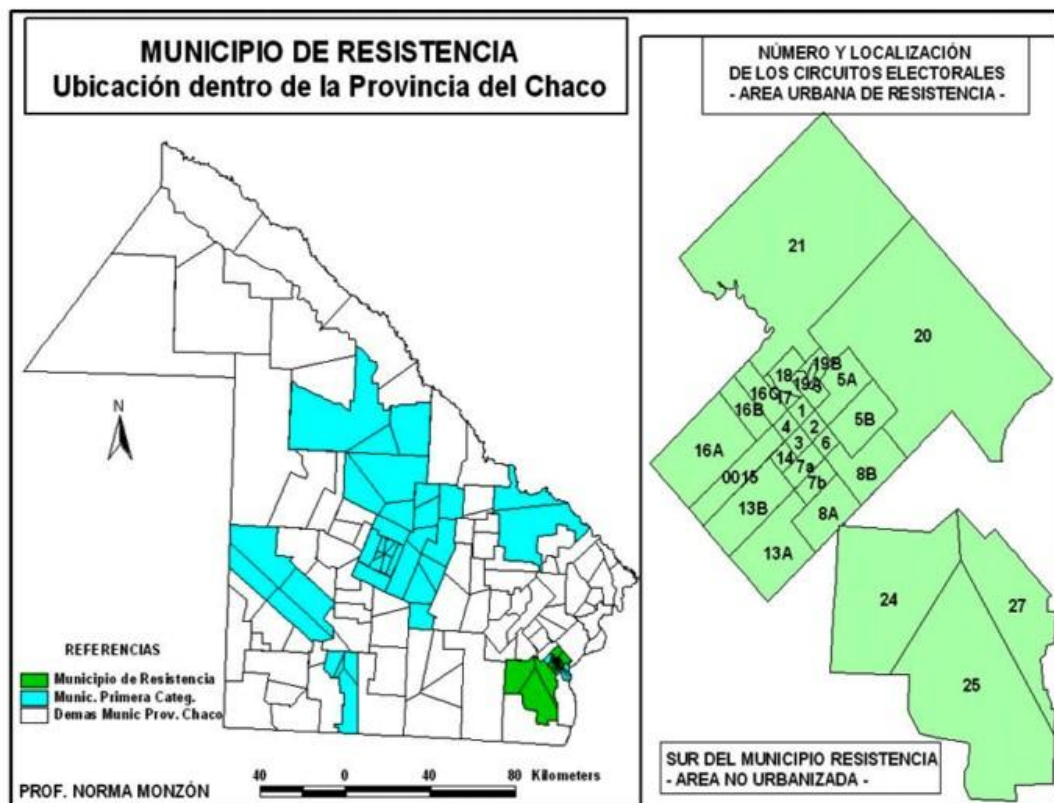 MUNICIPIO DE RESISTENCIA
Ubicación dentro de la Provincia del Chaco
N
REFERENCIAS
Municipio de Resistencia
Munic. Primera Categ.
Demas Munic Prov. Chaco
PROF. NORMA MONZÓN
40 0 40 80 Kilometers
NÚMERO Y LOCALIZACIÓN
DE LOS CIRCUITOS ELECTORALES
- AREA URBANA DE RESISTENCIA -
21
20
19B
18
19A
5A
16C
17
16B
1
5B
4
2
16A
3
6
14
7a
0015
7b
8B
13B
8A
13A
24
27
25
SUR DEL MUNICIPIO RESISTENCIA
- AREA NO URBANIZADA -